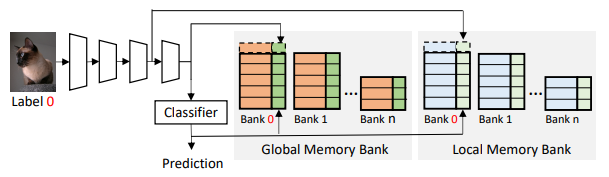 Label 0
Classifier
Prediction
Bank 0
Bank 1
...
Bank n
Global Memory Bank
Bank 0
Bank 1
...
Bank n
Local Memory Bank